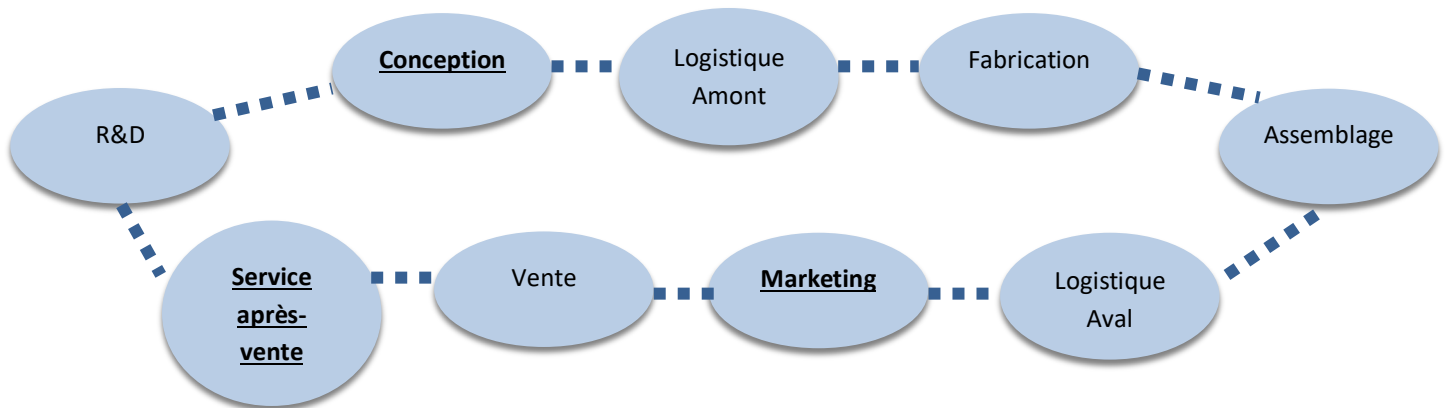 R&D
Conception
Logistique
Amont
Fabrication
Assemblage
Service
après-
vente
Vente
Marketing
Logistique
Aval